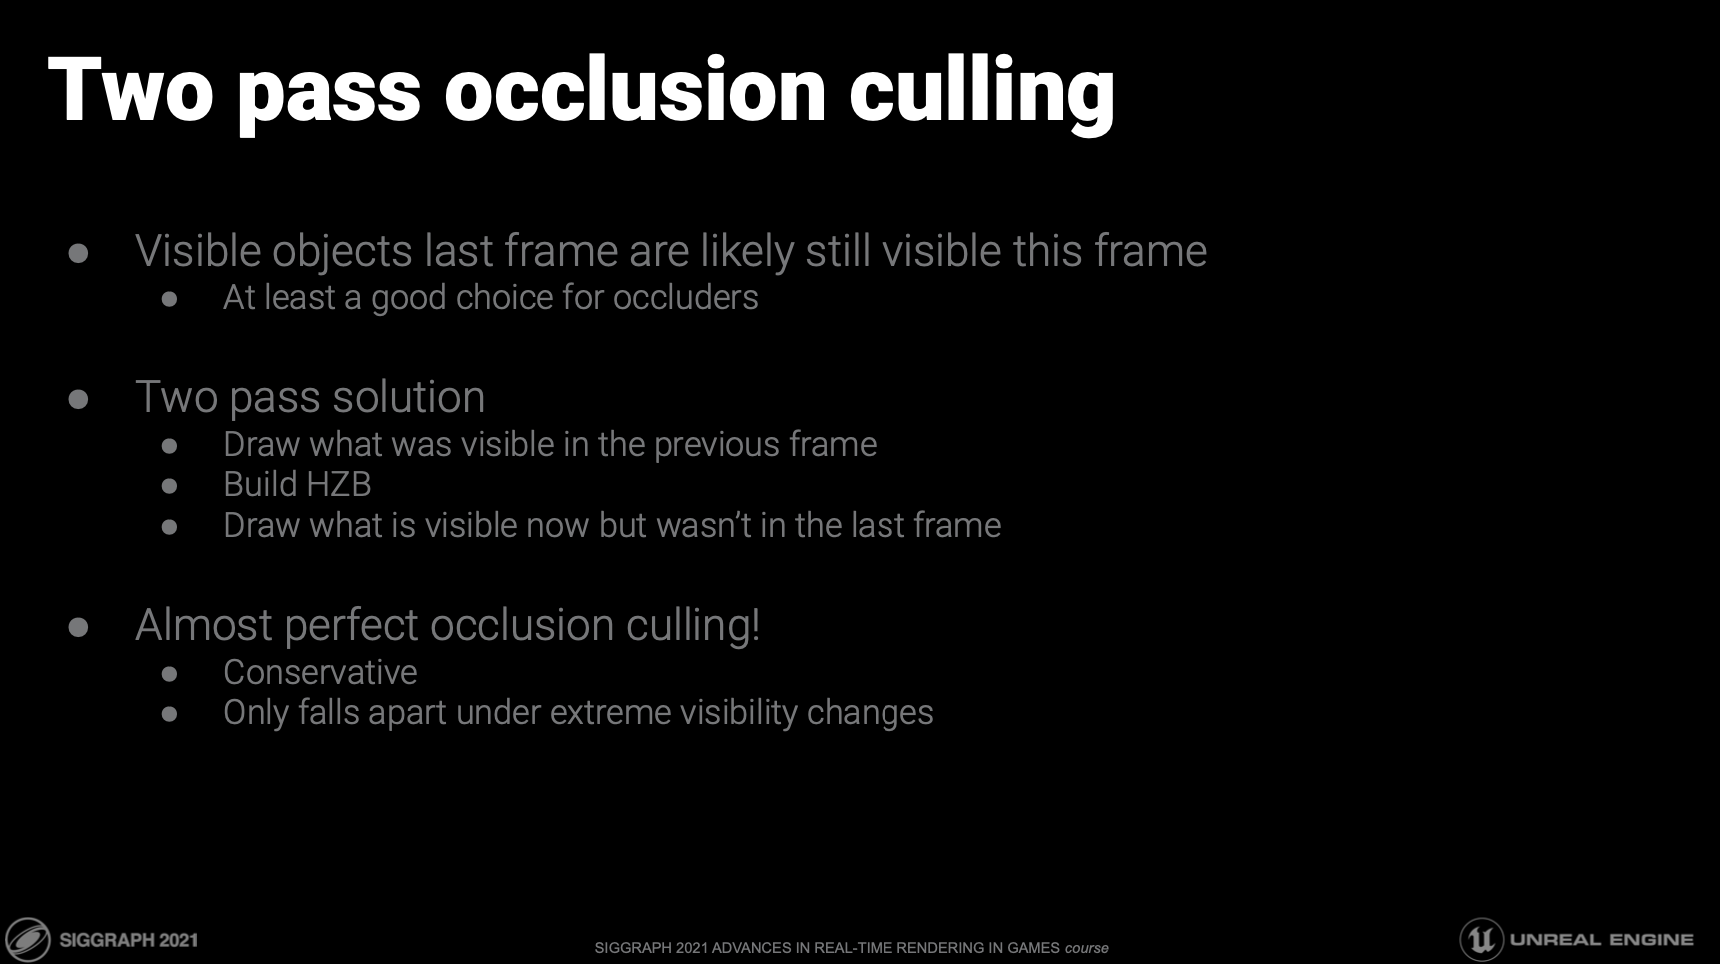 Two pass occlusion culling
● Visible objects last frame are likely still visible this frame
● At least a good choice for occluders
● Two pass solution
● Draw what was visible in the previous frame
● Build HZB
● Draw what is visible now but wasn’t in the last frame
● Almost perfect occlusion culling!
● Conservative
● Only falls apart under extreme visibility changes
SIGGRAPH 2021
SIGGRAPH 2021 ADVANCES IN REAL-TIME RENDERING IN GAMES course
UNREAL ENGINE